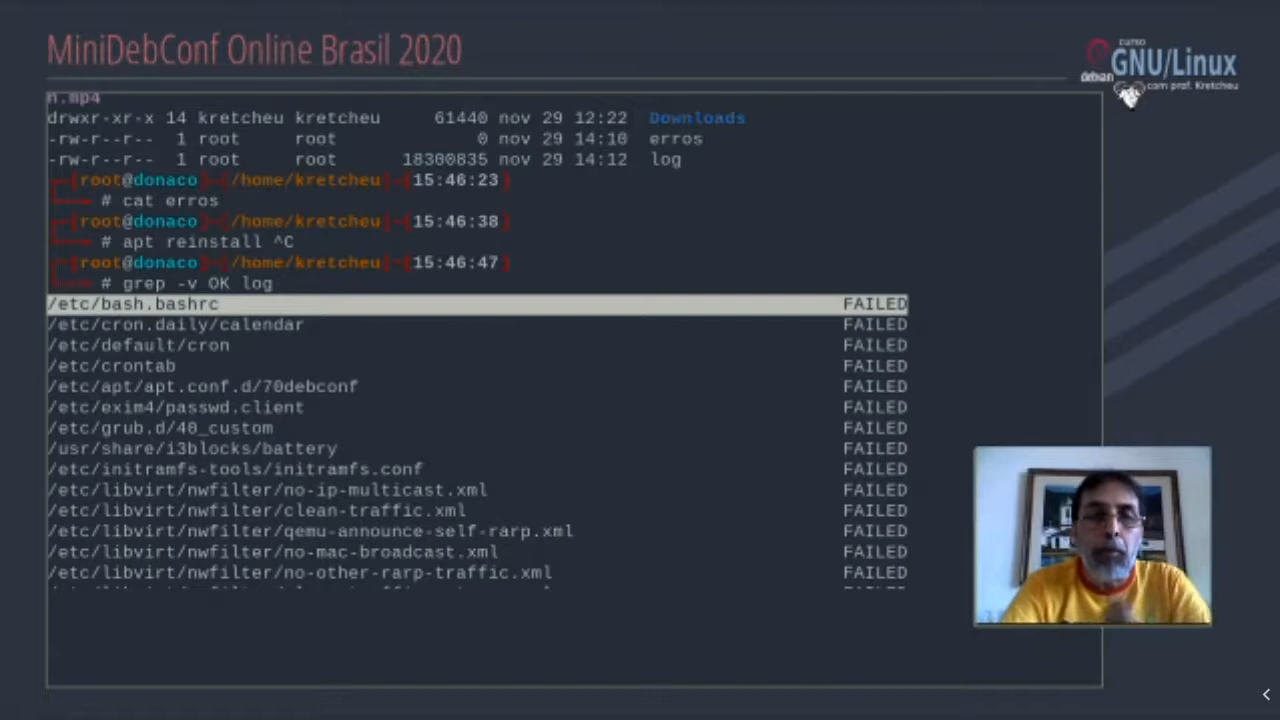 MiniDebConf Online Brasil 2020
curso
GNU/Linux
debian
com prof. Kretcheu
n.mp4
drwxr-xr-x 14 kretcheu kretcheu     61440 nov 29 12:22  Downloads
-rw-r--r--  1 root     root             0 nov 29 14:10  erros
-rw-r--r--  1 root     root      18300835 nov 29 14:12  log
[root@donaco]-[/home/kretcheu]-[15:46:23]
# cat erros
[root@donaco]-[/home/kretcheu]-[15:46:38]
# apt reinstall ^C
[root@donaco]-[/home/kretcheu]-[15:46:47]
# grep -v OK log
/etc/bash.bashrc FAILED
/etc/cron.daily/calendar FAILED
/etc/default/cron FAILED
/etc/crontab FAILED
/etc/apt/apt.conf.d/70debconf FAILED
/etc/exim4/passwd.client FAILED
/etc/grub.d/40_custom FAILED
/usr/share/i3blocks/battery FAILED
/etc/initramfs-tools/initramfs.conf FAILED
/etc/libvirt/nwfilter/no-ip-multicast.xml FAILED
/etc/libvirt/nwfilter/clean-traffic.xml FAILED
/etc/libvirt/nwfilter/qemu-announce-self-rarp.xml FAILED
/etc/libvirt/nwfilter/no-mac-broadcast.xml FAILED
/etc/libvirt/nwfilter/no-other-rarp-traffic.xml FAILED